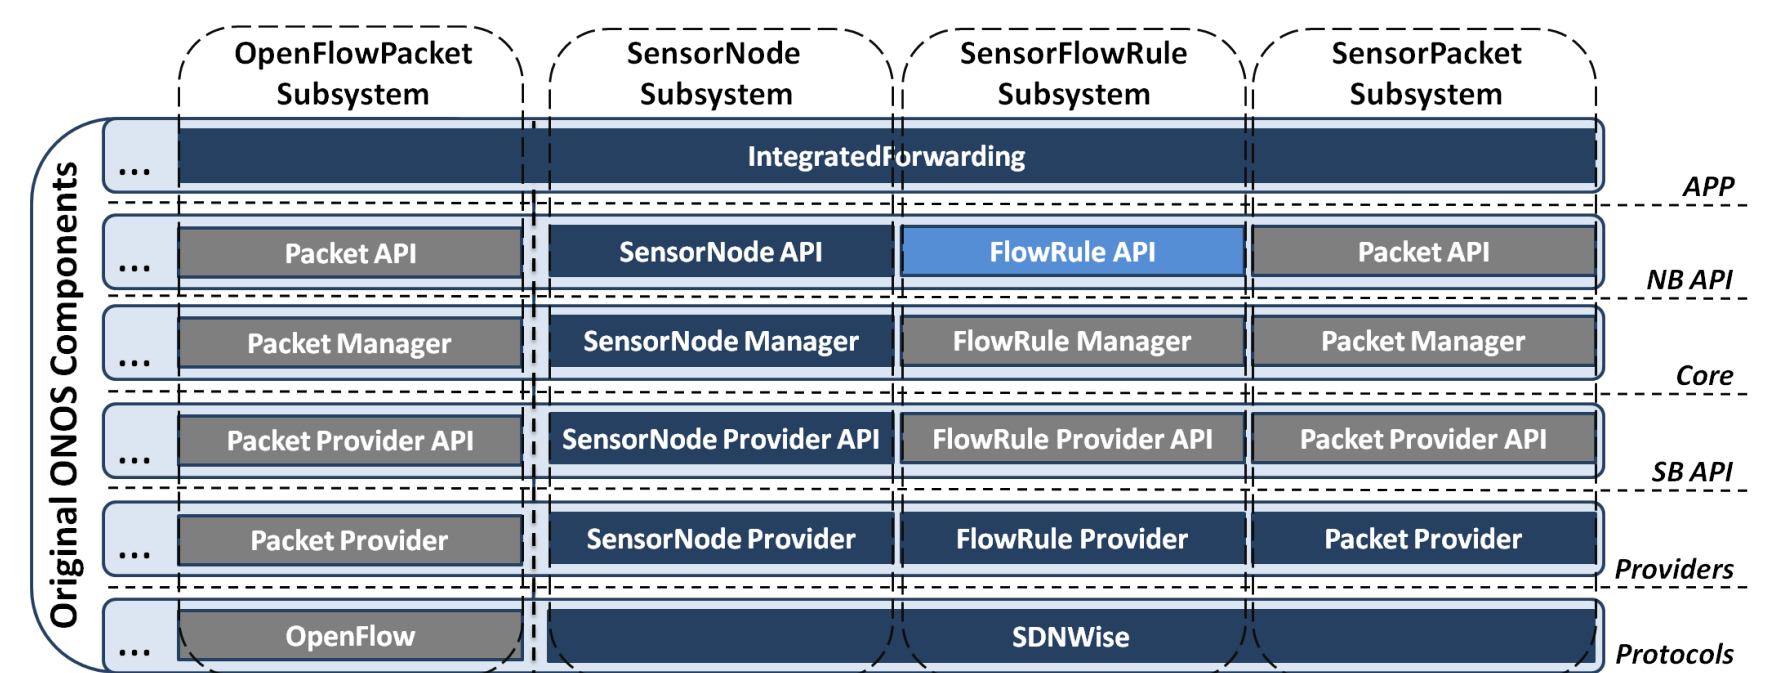 OpenFlowPacket
Subsystem
SensorNode
Subsystem
SensorFlowRule
Subsystem
SensorPacket
Subsystem
Original ONOS Components
...
IntegratedForwarding
APP
...
Packet API
SensorNode API
FlowRule API
Packet API
NB API
...
Packet Manager
SensorNode Manager
FlowRule Manager
Packet Manager
Core
...
Packet Provider API
SensorNode Provider API
FlowRule Provider API
Packet Provider API
SB API
...
Packet Provider
SensorNode Provider
FlowRule Provider
Packet Provider
Providers
...
OpenFlow
SDNWise
Protocols